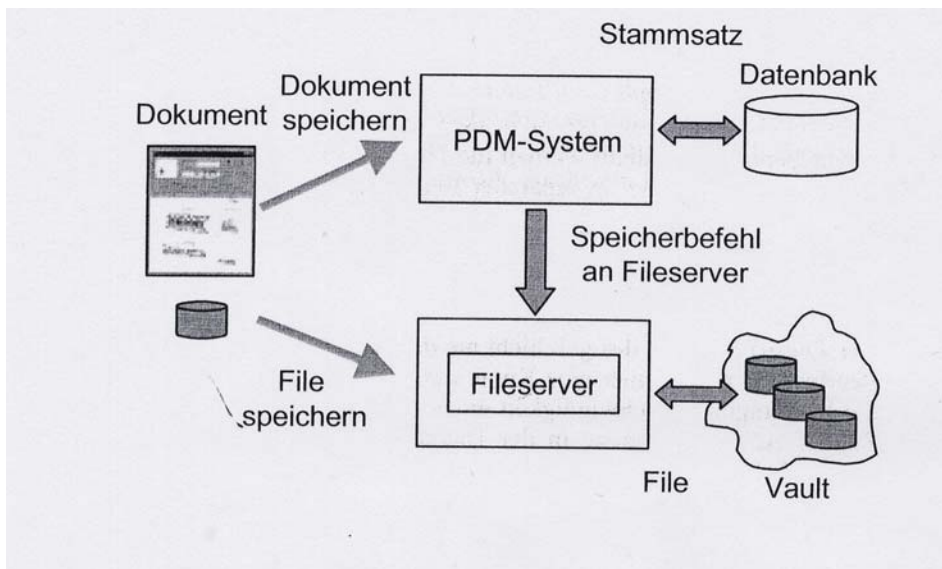 Stammsatz
Dokument
Dokument
speichern
PDM-System
Datenbank
Speicherbefehl
an Fileserver
File
speichern
Fileserver
File
Vault